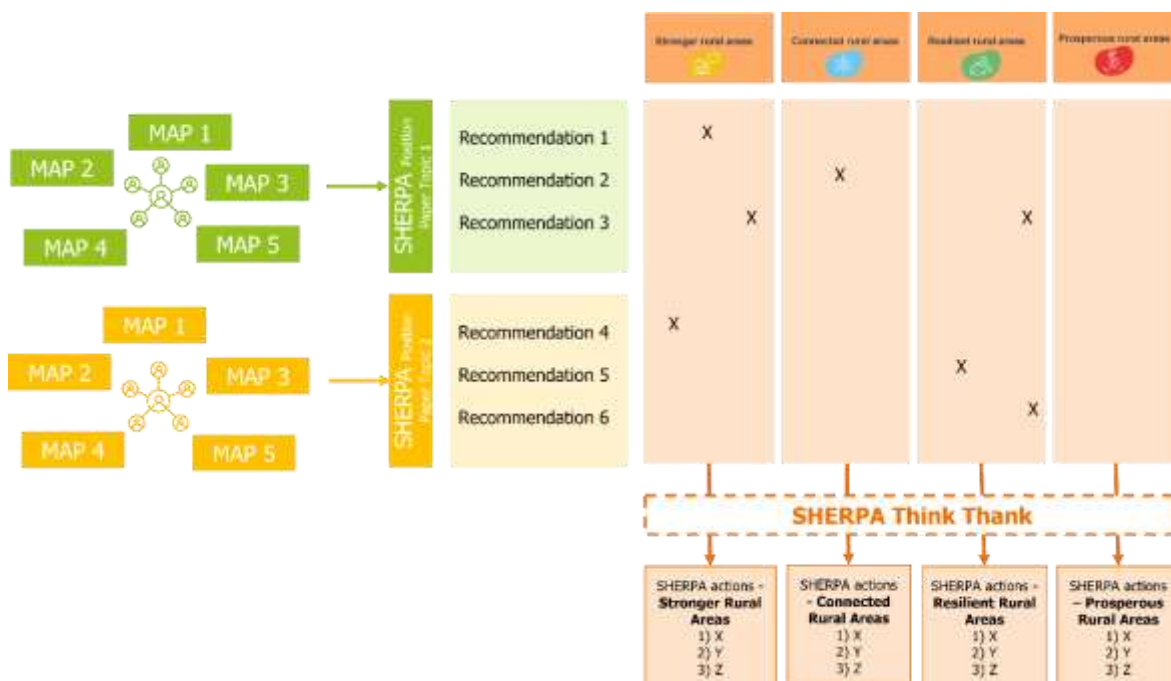 Stronger rural areas
Connected rural areas
Resilient rural areas
Prosperous rural areas
MAP 1
MAP 2
MAP 3
MAP 4
MAP 5
SHERPA Position
Paper Topic 1
Recommendation 1
Recommendation 2
Recommendation 3
X
X
X
X
MAP 1
MAP 2
MAP 3
MAP 4
MAP 5
SHERPA Position
Paper Topic 2
Recommendation 4
Recommendation 5
Recommendation 6
X
X
X
SHERPA Think Thank
SHERPA actions -
Stronger Rural
Areas
1) X
2) Y
3) Z
SHERPA actions
- Connected
Rural Areas
1) X
2) Y
3) Z
SHERPA actions -
Resilient Rural
Areas
1) X
2) Y
3) Z
SHERPA actions
– Prosperous
Rural Areas
1) X
2) Y
3) Z